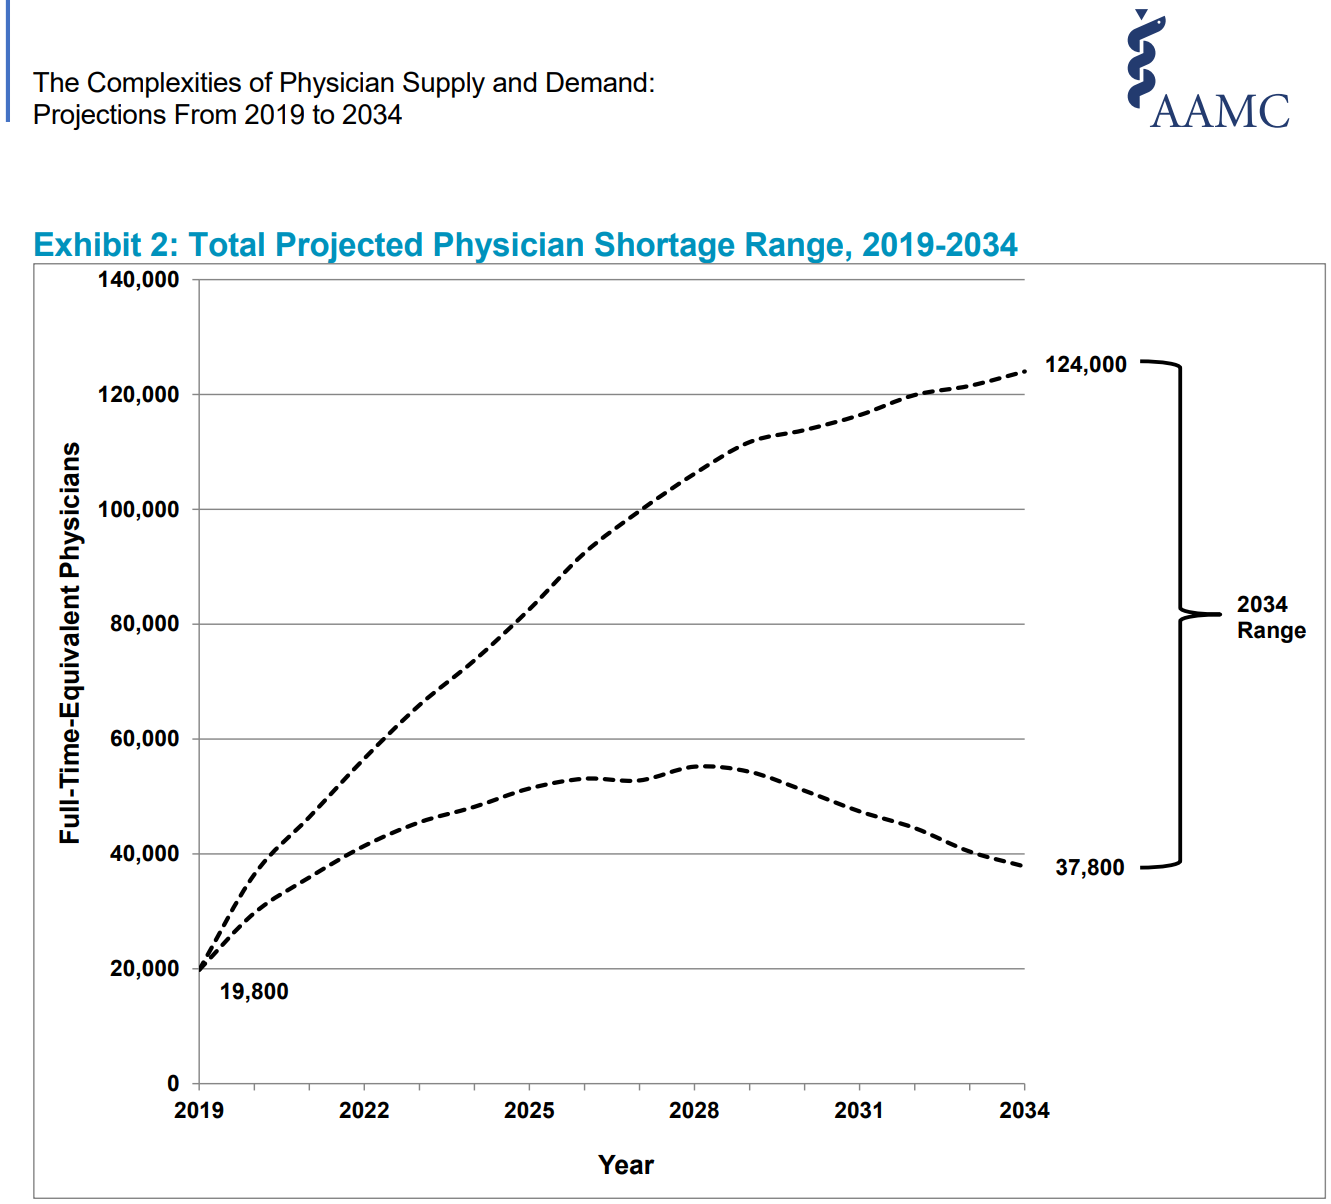 The Complexities of Physician Supply and Demand:
Projections From 2019 to 2034
AAMC
Exhibit 2: Total Projected Physician Shortage Range, 2019-2034
140,000
124,000
120,000
100,000
80,000
2034
Range
60,000
40,000
37,800
20,000
19,800
0
Full-Time-Equivalent Physicians
2019 2022 2025 2028 2031 2034
Year